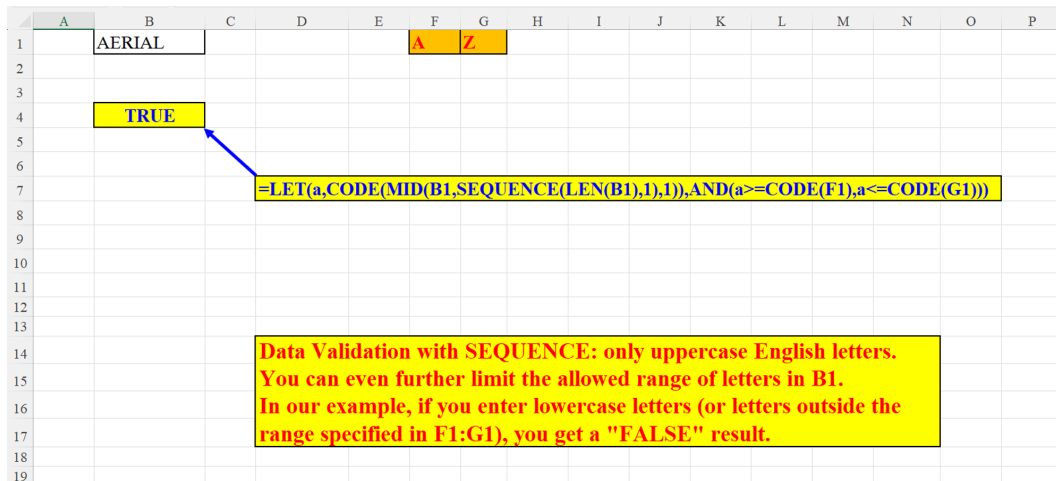 A B C D E F G H I J K L M N O P
1 AERIAL A Z
2
3
4 TRUE
5
6
7 =LET(a,CODE(MID(B1,SEQUENCE(LEN(B1),1),1)),AND(a>=CODE(F1),a<=CODE(G1)))
8
9
10
11
12
13
14 Data Validation with SEQUENCE: only uppercase English letters.
15 You can even further limit the allowed range of letters in B1.
16 In our example, if you enter lowercase letters (or letters outside the
17 range specified in F1:G1), you get a "FALSE" result.
18
19